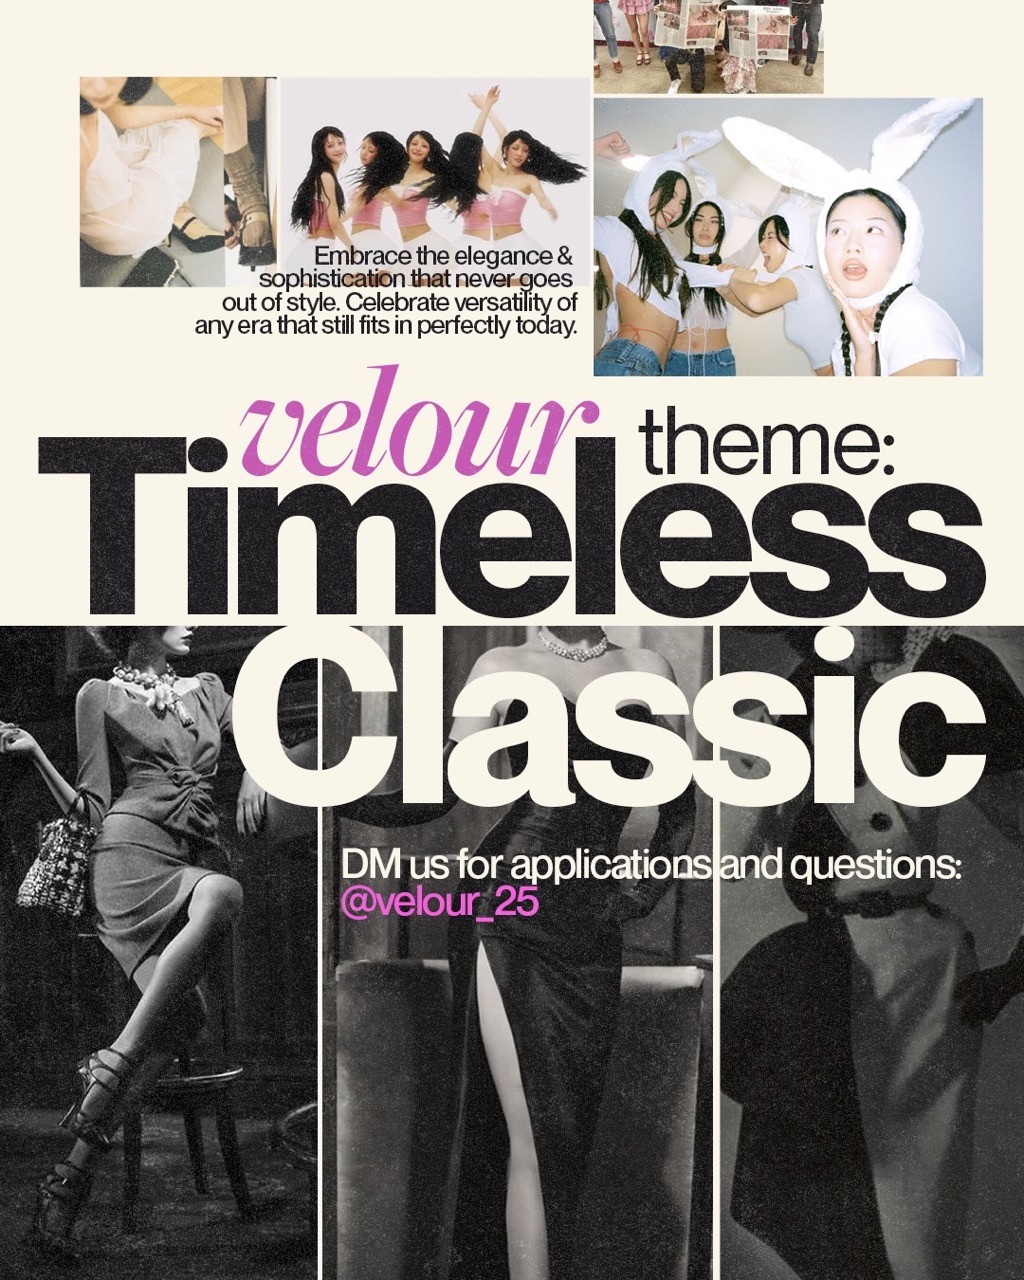 Embrace the elegance &
sophistication that never goes
out of style. Celebrate versatility of
any era that still fits in perfectly today.
velour theme:
Timeless
Classic
DM us for applications and questions:
@velour_25